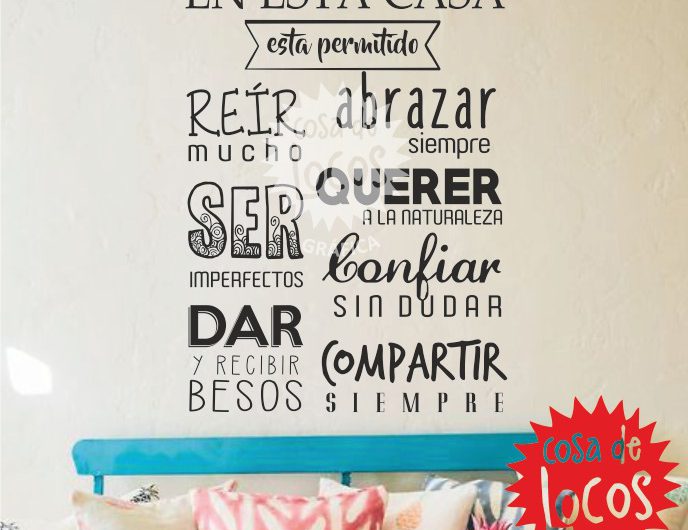 EN ESTA CASA
esta permitido
REÍR
mucho
abrazar
siempre
SER
IMPERFECTOS
QUERER
A LA NATURALEZA
DAR
Y RECIBIR
BESOS
Confiar
SIN DUDAR
COMPARTIR
SIEMPRE
cosa de
locos
GRÁFICA
cosa de
locos